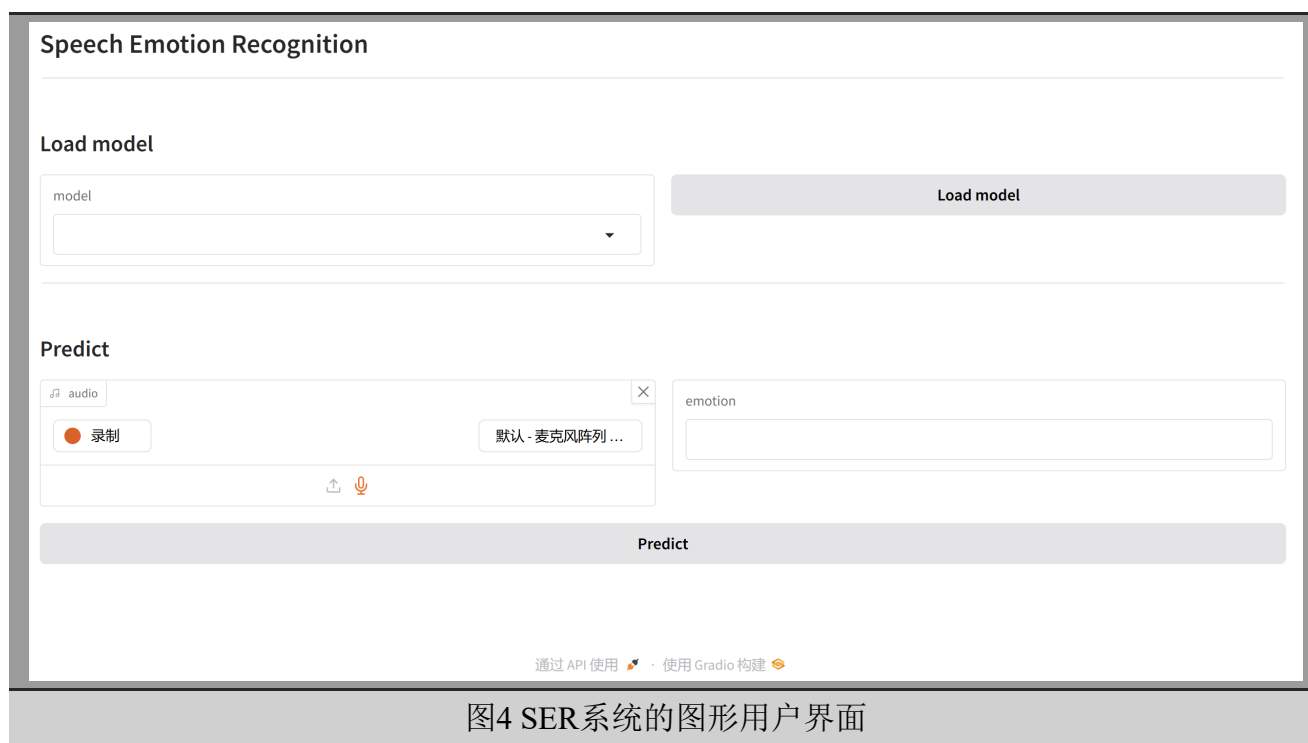 Speech Emotion Recognition
Load model
model
Load model
Predict
audio
录制
默认 - 麦克风阵列 ...
emotion
Predict
通过 API 使用 · 使用 Gradio 构建
图4 SER系统的图形用户界面